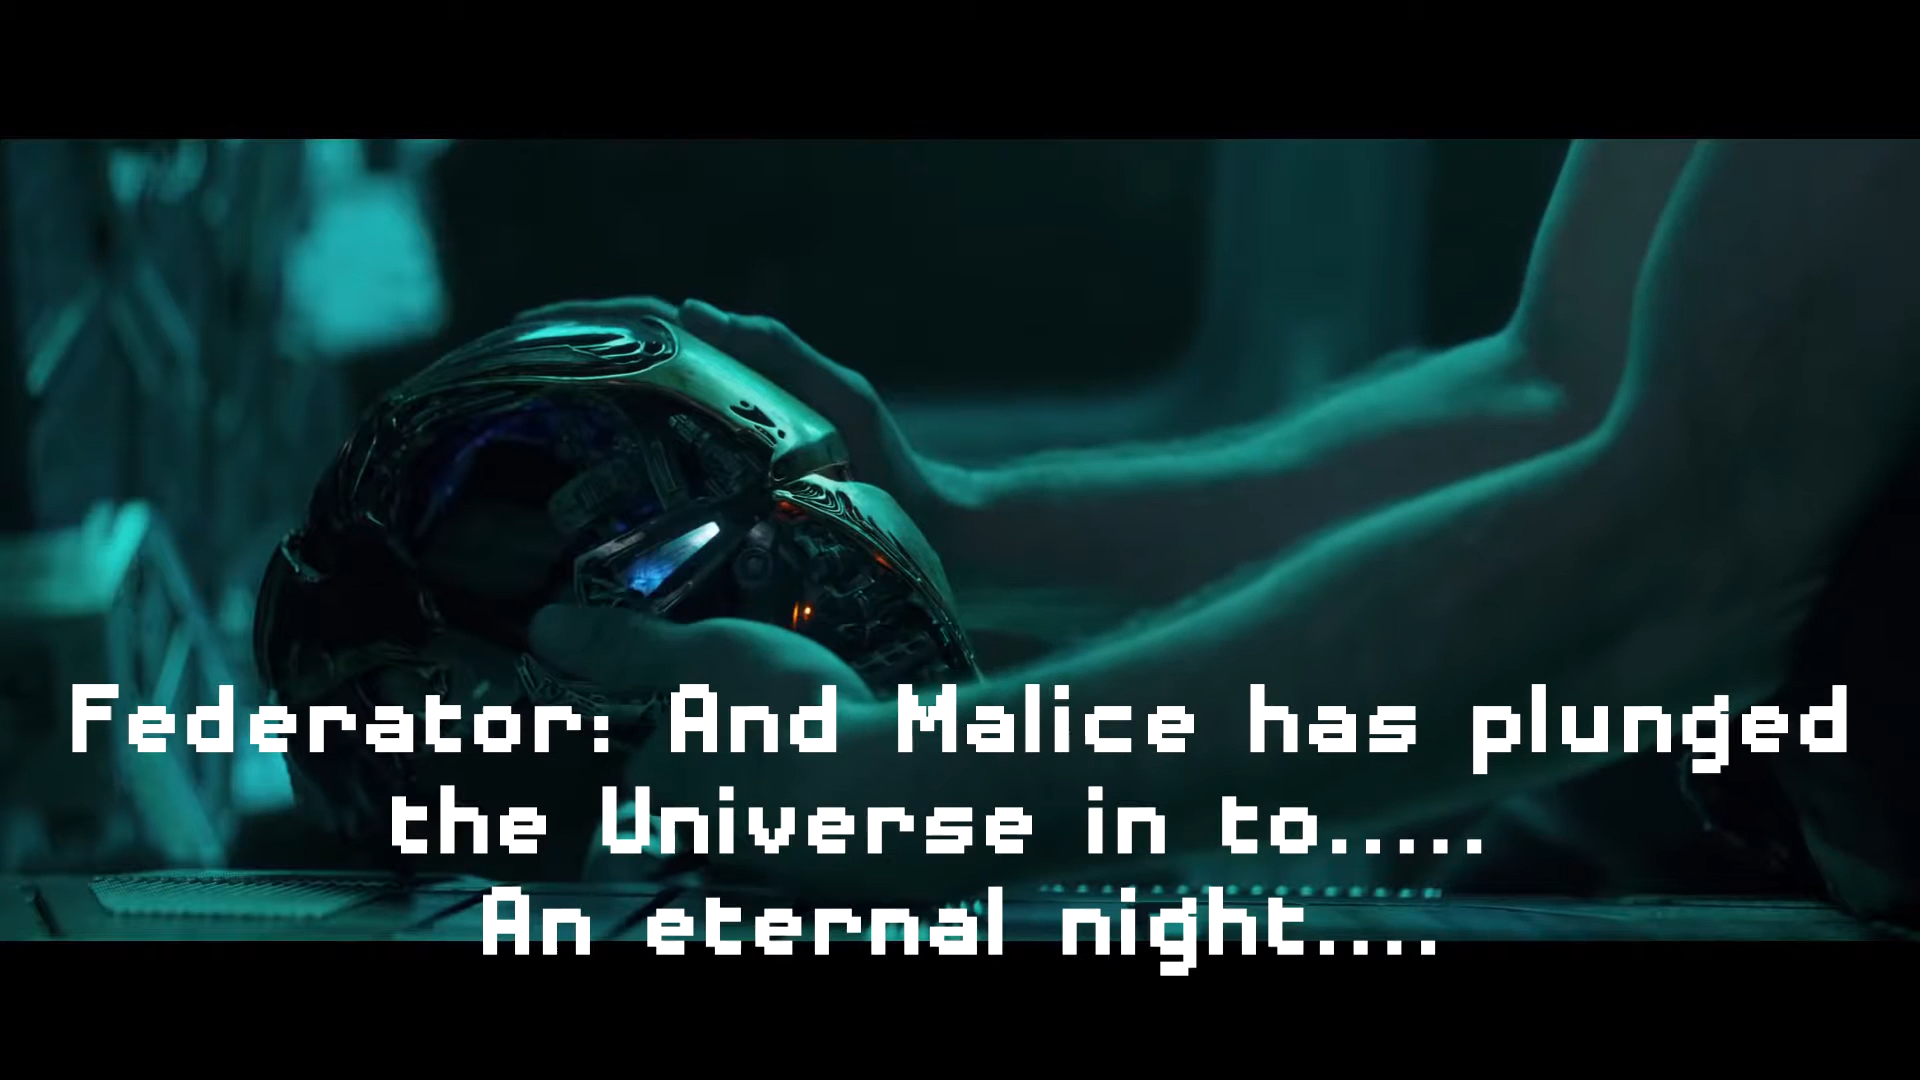 Federator: And Malice has plunged
the Universe in to.....
An eternal night....